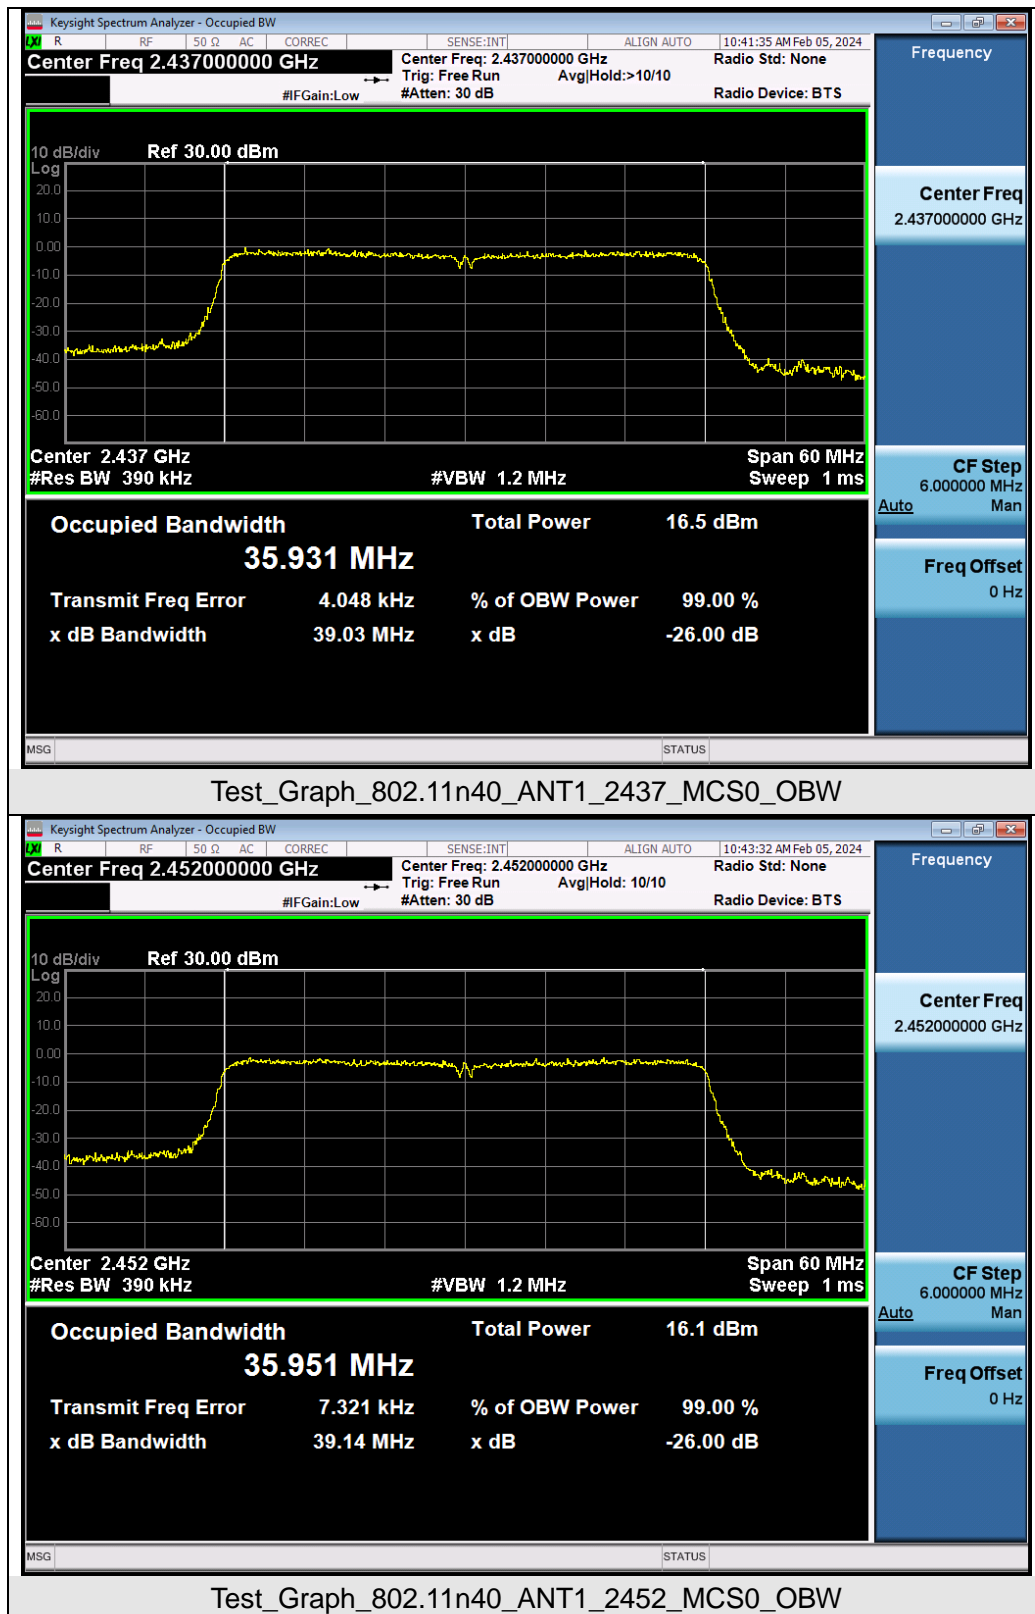 Keysight Spectrum Analyzer - Occupied BW
LXI R RF 50 Ω AC CORREC SENSE:INT ALIGN AUTO 10:41:35 AM Feb 05, 2024
Center Freq 2.437000000 GHz
Center Freq: 2.437000000 GHz
Radio Std: None
Trig: Free Run Avg|Hold:>10/10
#IFGain:Low
#Atten: 30 dB
Radio Device: BTS
Frequency
10 dB/div Ref 30.00 dBm
Log
20.0
10.0
0.00
-10.0
-20.0
-30.0
-40.0
-50.0
-60.0
Center 2.437 GHz
Span 60 MHz
#Res BW 390 kHz
#VBW 1.2 MHz
Sweep 1 ms
Center Freq
2.437000000 GHz
CF Step
6.000000 MHz
Auto Man
Freq Offset
0 Hz
Occupied Bandwidth
Total Power 16.5 dBm
35.931 MHz
Transmit Freq Error 4.048 kHz % of OBW Power 99.00 %
x dB Bandwidth 39.03 MHz x dB -26.00 dB
MSG STATUS
Test_Graph_802.11n40_ANT1_2437_MCS0_OBW
Keysight Spectrum Analyzer - Occupied BW
LXI R RF 50 Ω AC CORREC SENSE:INT ALIGN AUTO 10:43:32 AM Feb 05, 2024
Center Freq 2.452000000 GHz
Center Freq: 2.452000000 GHz
Radio Std: None
Trig: Free Run Avg|Hold: 10/10
#IFGain:Low
#Atten: 30 dB
Radio Device: BTS
Frequency
10 dB/div Ref 30.00 dBm
Log
20.0
10.0
0.00
-10.0
-20.0
-30.0
-40.0
-50.0
-60.0
Center 2.452 GHz
Span 60 MHz
#Res BW 390 kHz
#VBW 1.2 MHz
Sweep 1 ms
Center Freq
2.452000000 GHz
CF Step
6.000000 MHz
Auto Man
Freq Offset
0 Hz
Occupied Bandwidth
Total Power 16.1 dBm
35.951 MHz
Transmit Freq Error 7.321 kHz % of OBW Power 99.00 %
x dB Bandwidth 39.14 MHz x dB -26.00 dB
MSG STATUS
Test_Graph_802.11n40_ANT1_2452_MCS0_OBW